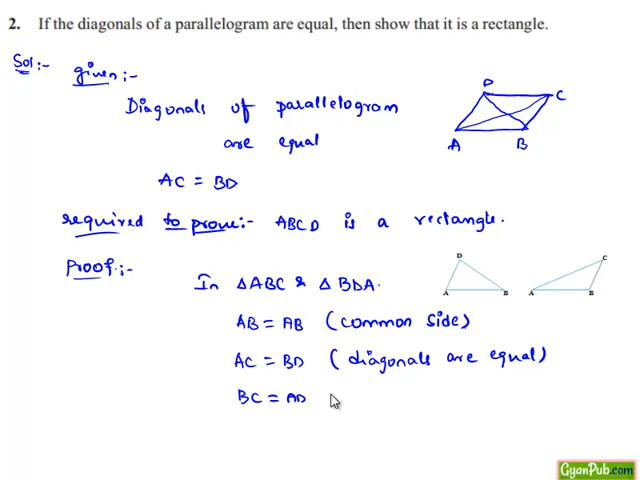 2. If the diagonals of a parallelogram are equal, then show that it is a rectangle.
Sol:-
given:-
Diagonals of parallelogram
are equal
AC = BD
D
C
A
B
required to prove:- ABCD is a rectangle.
Proof:-
In △ABC & △BDA.
D
A
B
C
A
B
AB = AB (common side)
AC = BD (diagonals are equal)
BC = AD
GyanPub.com